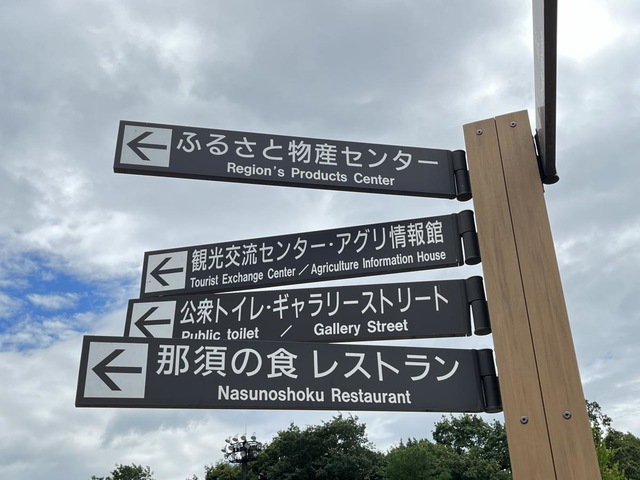 ふるさと物産センター
Region's Products Center
観光交流センター・アグリ情報館
Tourist Exchange Center / Agriculture Information House
公衆トイレ・ギャラリーストリート
Public toilet / Gallery Street
那須の食 レストラン
Nasunoshoku Restaurant